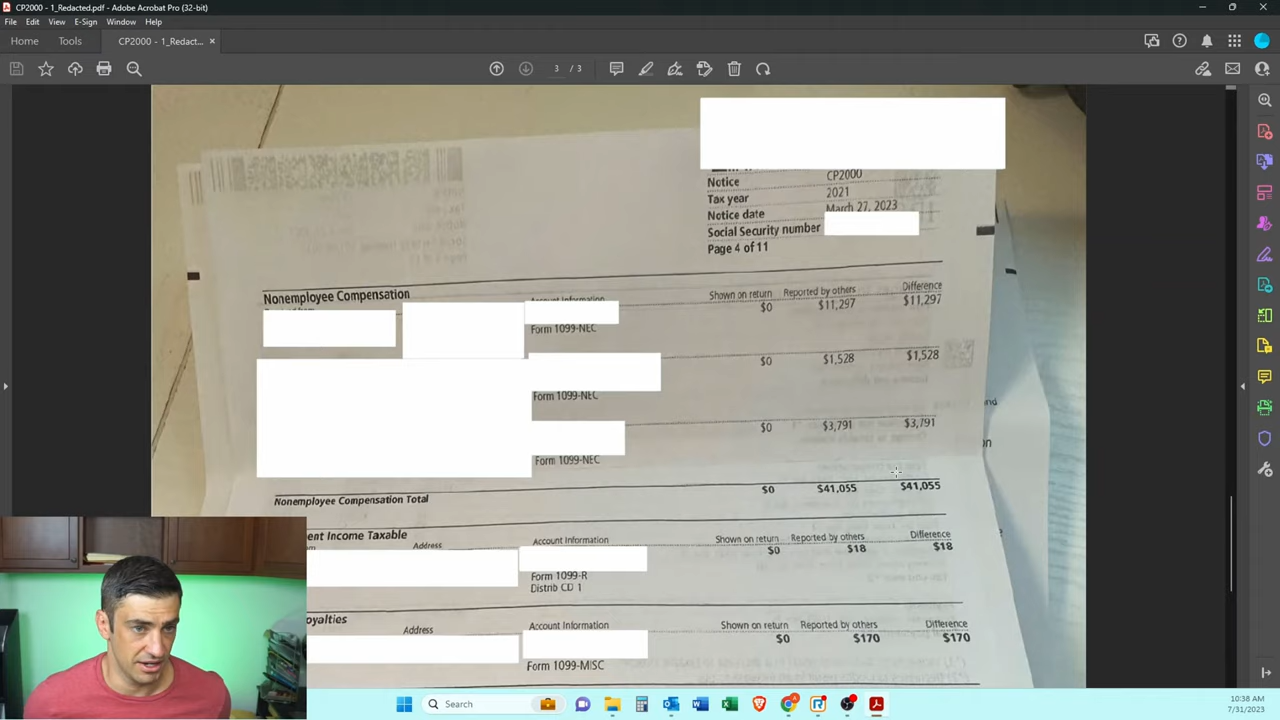 CP2000 - 1_Redacted.pdf - Adobe Acrobat Pro (32-bit)
File Edit View E-Sign Window Help
Home Tools CP2000 - 1_Redact... ×
3 / 3
Notice CP2000
Tax year 2021
Notice date March 27, 2023
Social Security number
Page 4 of 11
Nonemployee Compensation
Account Information Shown on return Reported by others Difference
Form 1099-NEC $0 $11,297 $11,297
Form 1099-NEC $0 $1,528 $1,528
Form 1099-NEC $0 $3,791 $3,791
Nonemployee Compensation Total $0 $41,055 $41,055
ent Income Taxable Address Account Information Shown on return Reported by others Difference
$0 $18 $18
Form 1099-R
Distrib CD 1
oyalties Address Account Information Shown on return Reported by others Difference
$0 $170 $170
Form 1099-MISC
Search
10:38 AM
7/31/2023